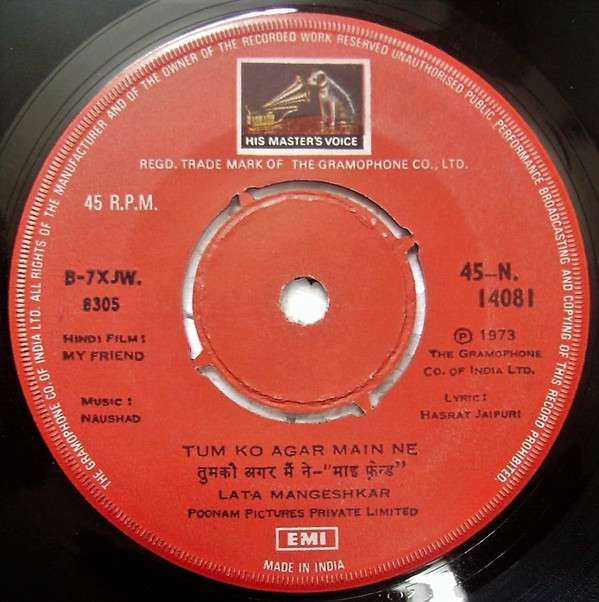 THE GRAMOPHONE CO. OF INDIA LTD. ALL RIGHTS OF THE MANUFACTURER AND OF THE OWNER OF THE RECORDED WORK RESERVED UNAUTHORISED PUBLIC PERFORMANCE BROADCASTING AND COPYING OF THIS RECORD PROHIBITED.
HIS MASTER'S VOICE
REGD. TRADE MARK OF THE GRAMOPHONE CO., LTD.
45 R.P.M.
B-7XJW.
8305
45-N.
14081
HINDI FILM:
MY FRIEND
℗ 1973
THE GRAMOPHONE
CO. OF INDIA LTD.
MUSIC:
NAUSHAD
LYRIC:
HASRAT JAIPURI
TUM KO AGAR MAIN NE
तुमकौ अगर मैं ने-"माइ फ़्रेन्ड"
LATA MANGESHKAR
POONAM PICTURES PRIVATE LIMITED
EMI
MADE IN INDIA